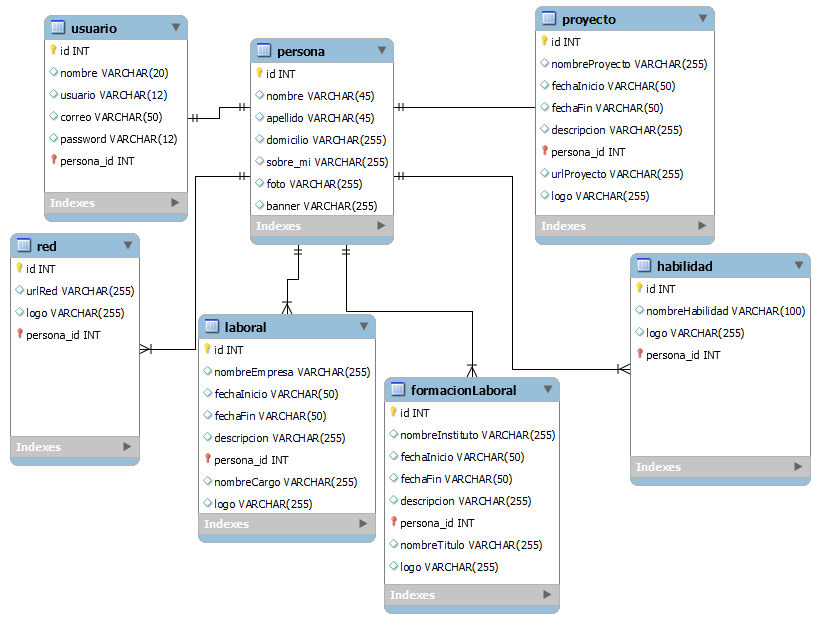 usuario
id INT
nombre VARCHAR(20)
usuario VARCHAR(12)
correo VARCHAR(50)
password VARCHAR(12)
persona_id INT
Indexes
persona
id INT
nombre VARCHAR(45)
apellido VARCHAR(45)
domicilio VARCHAR(255)
sobre_mi VARCHAR(255)
foto VARCHAR(255)
banner VARCHAR(255)
Indexes
proyecto
id INT
nombreProyecto VARCHAR(255)
fechaInicio VARCHAR(50)
fechaFin VARCHAR(50)
descripcion VARCHAR(255)
persona_id INT
urlProyecto VARCHAR(255)
logo VARCHAR(255)
Indexes
red
id INT
urlRed VARCHAR(255)
logo VARCHAR(255)
persona_id INT
Indexes
laboral
id INT
nombreEmpresa VARCHAR(255)
fechaInicio VARCHAR(50)
fechaFin VARCHAR(50)
descripcion VARCHAR(255)
persona_id INT
nombreCargo VARCHAR(255)
logo VARCHAR(255)
Indexes
formacionLaboral
id INT
nombreInstituto VARCHAR(255)
fechaInicio VARCHAR(50)
fechaFin VARCHAR(50)
descripcion VARCHAR(255)
persona_id INT
nombreTitulo VARCHAR(255)
logo VARCHAR(255)
Indexes
habilidad
id INT
nombreHabilidad VARCHAR(100)
logo VARCHAR(255)
persona_id INT
Indexes